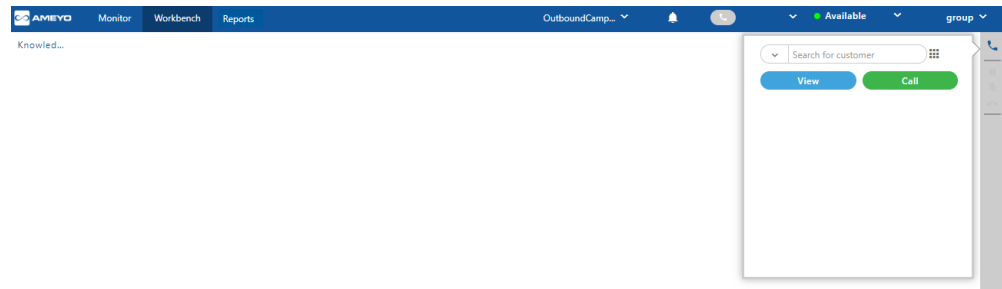 AMEYO Monitor Workbench Reports OutboundCamp... Available group
Knowled...
Search for customer
View Call